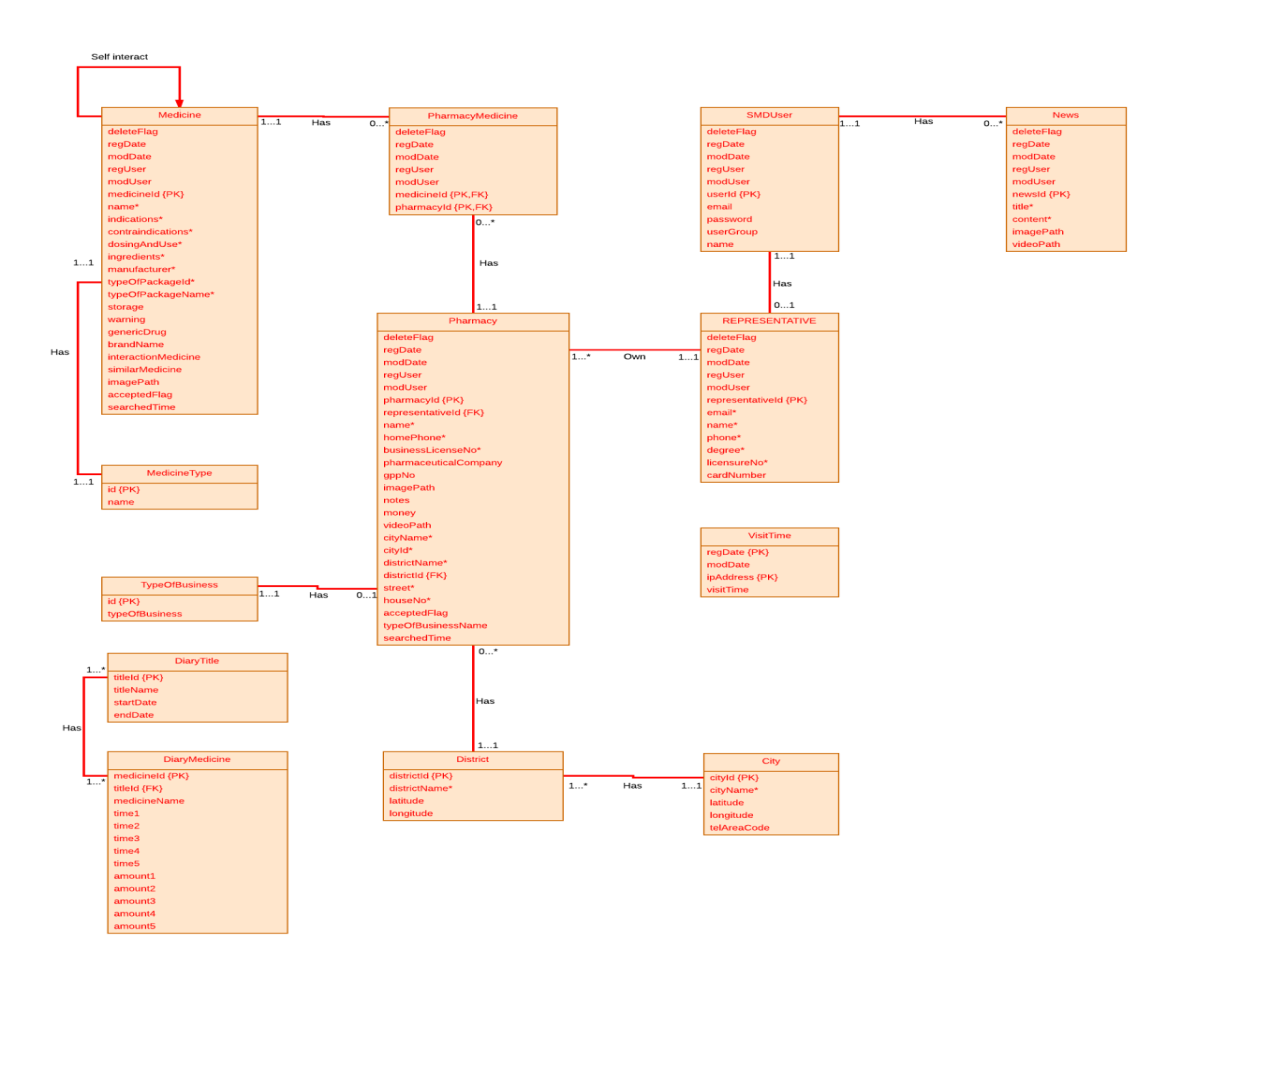 Self interact
Medicine
deleteFlag
regDate
modDate
regUser
modUser
medicineId {PK}
name*
indications*
contraindications*
dosingAndUse*
ingredients*
manufacturer*
typeOfPackageId*
typeOfPackageName*
storage
warning
genericDrug
brandName
interactionMedicine
similarMedicine
imagePath
acceptedFlag
searchedTime
1...1
Has
0...*
PharmacyMedicine
deleteFlag
regDate
modDate
regUser
modUser
medicineId {PK,FK}
pharmacyId {PK,FK}
0...*
Has
1...1
SMDUser
deleteFlag
regDate
modDate
regUser
modUser
userId {PK}
email
password
userGroup
name
1...1
Has
0...*
News
deleteFlag
regDate
modDate
regUser
modUser
newsId {PK}
title*
content*
imagePath
videoPath
1...1
Has
0...1
1...1
Has
1...1
MedicineType
id {PK}
name
Pharmacy
deleteFlag
regDate
modDate
regUser
modUser
pharmacyId {PK}
representativeId {FK}
name*
homePhone*
businessLicenseNo*
pharmaceuticalCompany
gppNo
imagePath
notes
money
videoPath
cityName*
cityId*
districtName*
districtId {FK}
street*
houseNo*
acceptedFlag
typeOfBusinessName
searchedTime
1...*
Own
1...1
REPRESENTATIVE
deleteFlag
regDate
modDate
regUser
modUser
representativeId {PK}
email*
name*
phone*
degree*
licensureNo*
cardNumber
VisitTime
regDate {PK}
modDate
ipAddress {PK}
visitTime
TypeOfBusiness
id {PK}
typeOfBusiness
1...1
Has
0...1
DiaryTitle
titleId {PK}
titleName
startDate
endDate
1...*
Has
1...*
DiaryMedicine
medicineId {PK}
titleId {FK}
medicineName
time1
time2
time3
time4
time5
amount1
amount2
amount3
amount4
amount5
0...*
Has
1...1
District
districtId {PK}
districtName*
latitude
longitude
1...*
Has
1...1
City
cityId {PK}
cityName*
latitude
longitude
telAreaCode